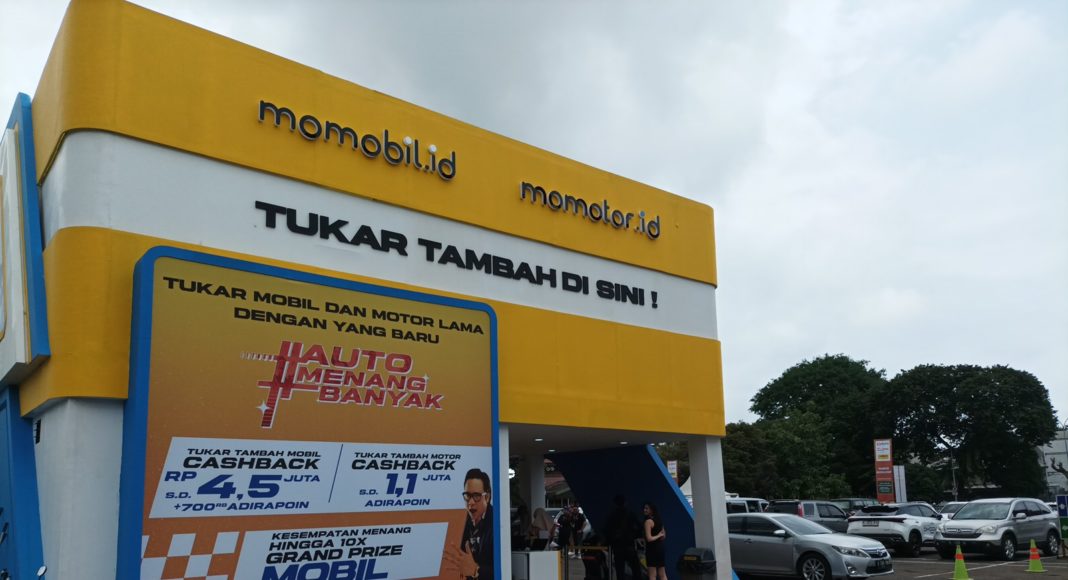 momobil.id
momotor.id
TUKAR TAMBAH DI SINI !
TUKAR MOBIL DAN MOTOR LAMA
DENGAN YANG BARU
#AUTO
MENANG
BANYAK
TUKAR TAMBAH MOBIL
CASHBACK
RP
S.D. 4,5 JUTA
+700RB ADIRAPOIN
TUKAR TAMBAH MOTOR
CASHBACK
S.D. 1,1 JUTA
ADIRAPOIN
KESEMPATAN MENANG
HINGGA 10X
GRAND PRIZE
MOBIL